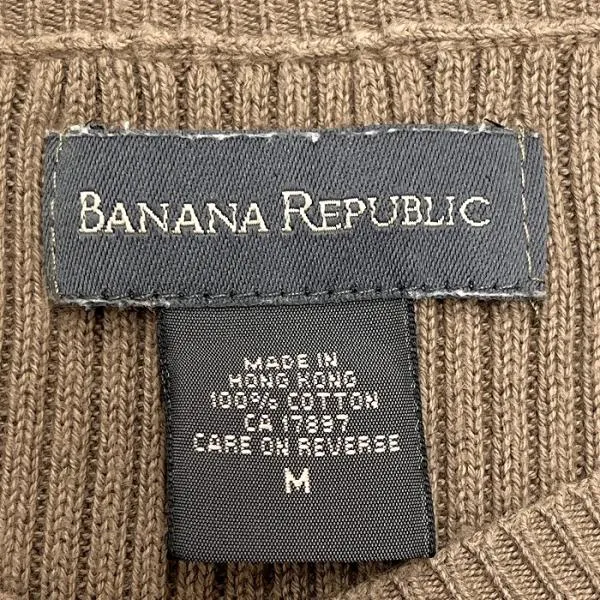 BANANA REPUBLIC
MADE IN
HONG KONG
100% COTTON
CA 17897
CARE ON REVERSE
M